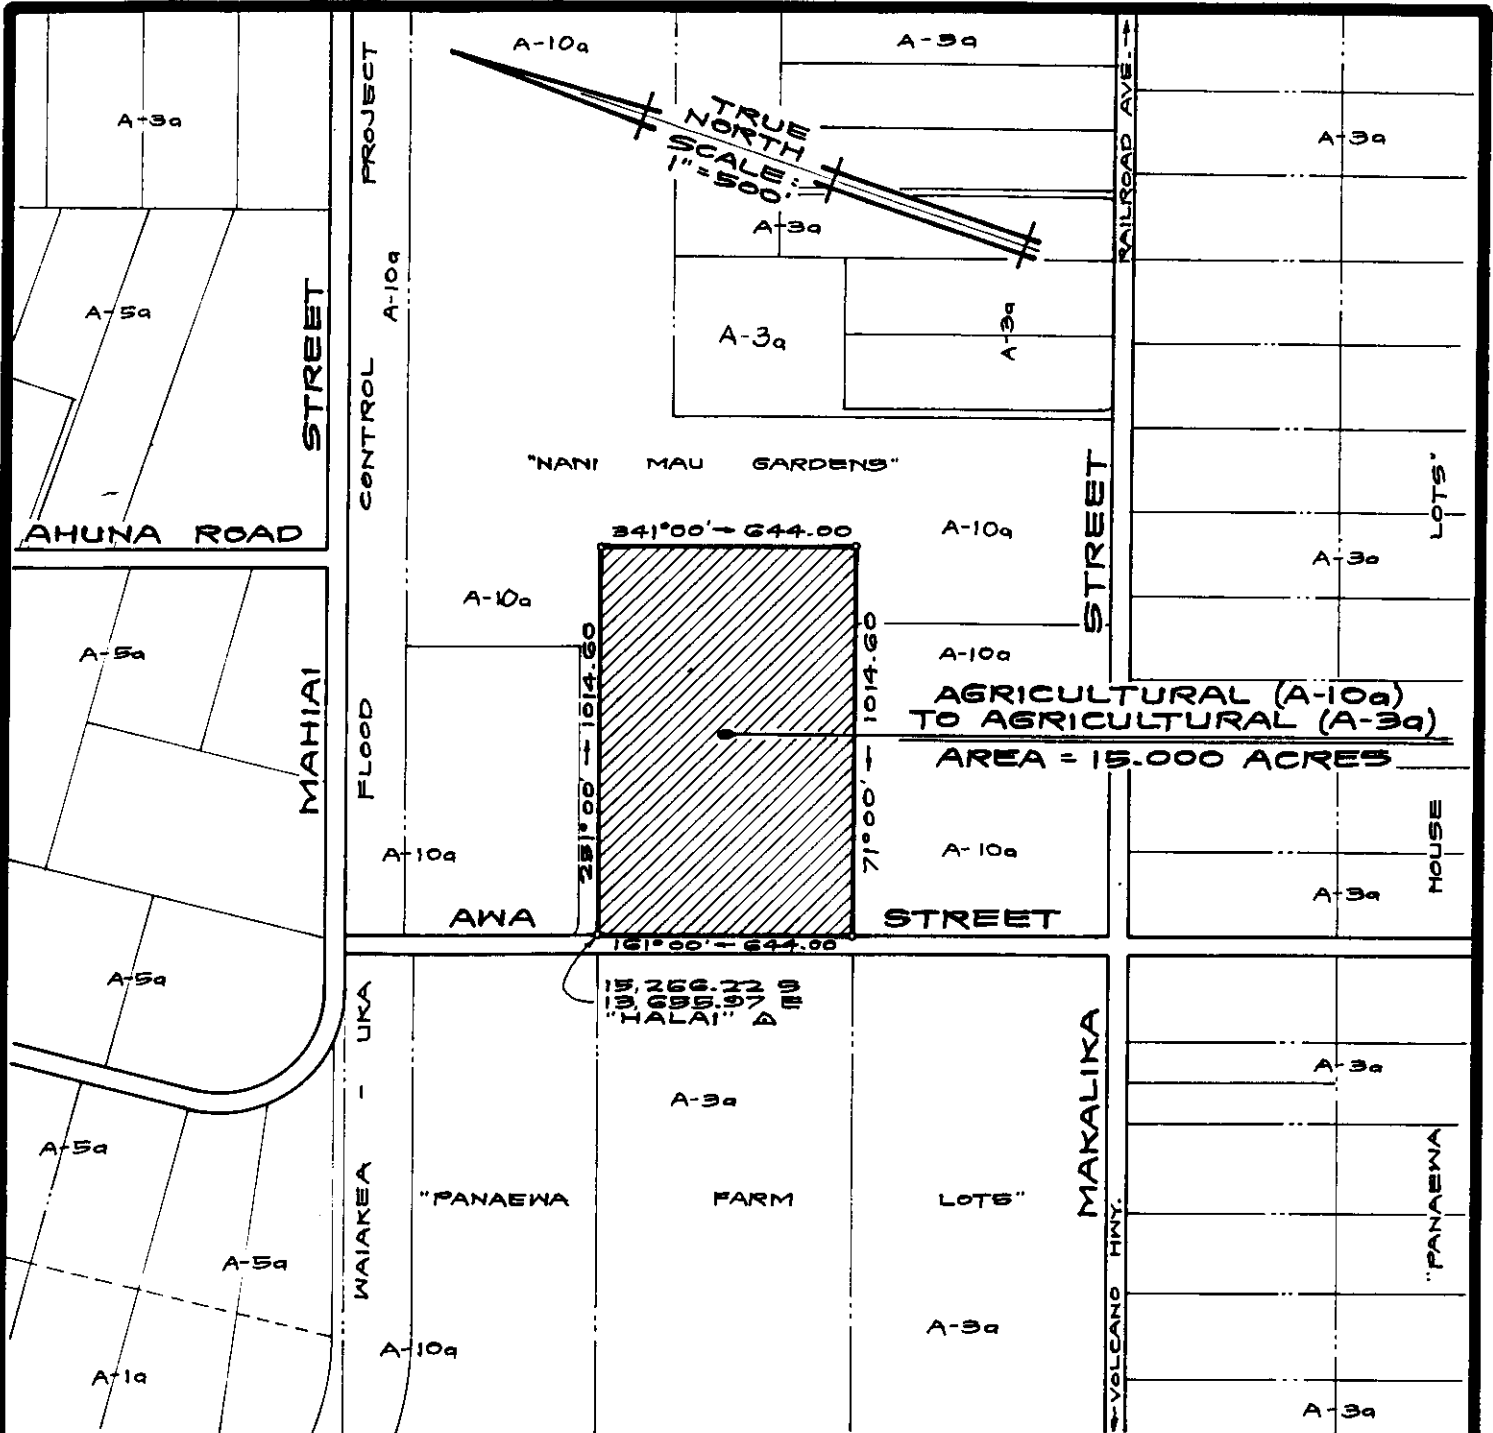 A-10a
A-3a
RAILROAD AVE. →
A-3a
A-3a
TRUE
NORTH
SCALE:
1" = 500'
A-3a
A-10a
A-5a
A-3a
A-3a
"NANI MAU GARDENS"
AHUNA ROAD
341°00' → 644.00
A-10a
A-3a
A-10a
A-5a
A-10a
251°00' → 1014.60
71°00' → 1014.60
AGRICULTURAL (A-10a)
TO AGRICULTURAL (A-3a)
AREA = 15.000 ACRES
A-10a
A-10a
A-3a
AWA STREET
161°00' → 644.00
15,266.22 S
"HALAI" △
MAHIAI STREET
WAIAKEA - UKA FLOOD CONTROL PROJECT
MAKALIKA STREET
← VOLCANO HWY.
"PANAEWA HOUSE LOTS"
A-5a
A-3a
A-3a
A-5a
"PANAEWA FARM LOTS"
A-5a
A-3a
A-10a
A-1a
A-3a